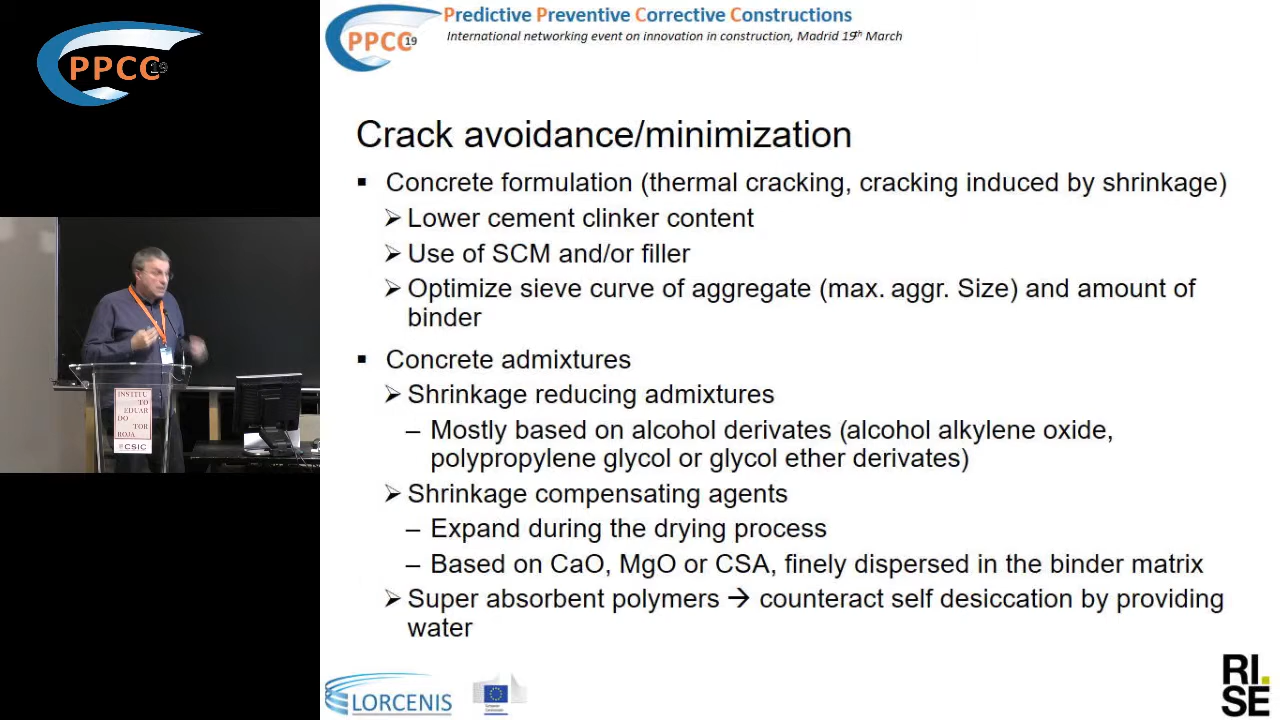 PPCC 19
PPCC 19
Predictive Preventive Corrective Constructions
International networking event on innovation in construction, Madrid 19th March
Crack avoidance/minimization
▪ Concrete formulation (thermal cracking, cracking induced by shrinkage)
➢ Lower cement clinker content
➢ Use of SCM and/or filler
➢ Optimize sieve curve of aggregate (max. aggr. Size) and amount of
binder
▪ Concrete admixtures
➢ Shrinkage reducing admixtures
– Mostly based on alcohol derivates (alcohol alkylene oxide,
polypropylene glycol or glycol ether derivates)
➢ Shrinkage compensating agents
– Expand during the drying process
– Based on CaO, MgO or CSA, finely dispersed in the binder matrix
➢ Super absorbent polymers → counteract self desiccation by providing
water
INSTITU
TO
EDUAR
DO
TOR
ROJA
CSIC
LORCENIS
RI.
SE